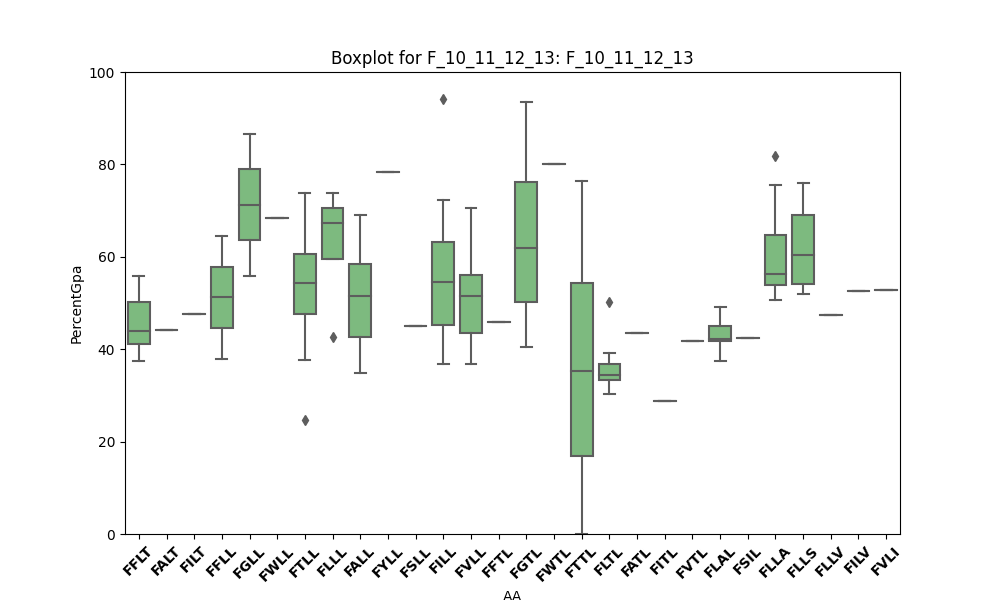 Boxplot for F_10_11_12_13: F_10_11_12_13
100
80
60
40
20
0
PercentGpa
FFLT FALT FILT FFLL FGLL FWLL FTLL FLLL FALL FYLL FSLL FILL FVLL FFTL FGTL FWTL FTTL FLTL FATL FITL FVTL FLAL FSIL FLLA FLLS FLLV FILV FVLI
AA